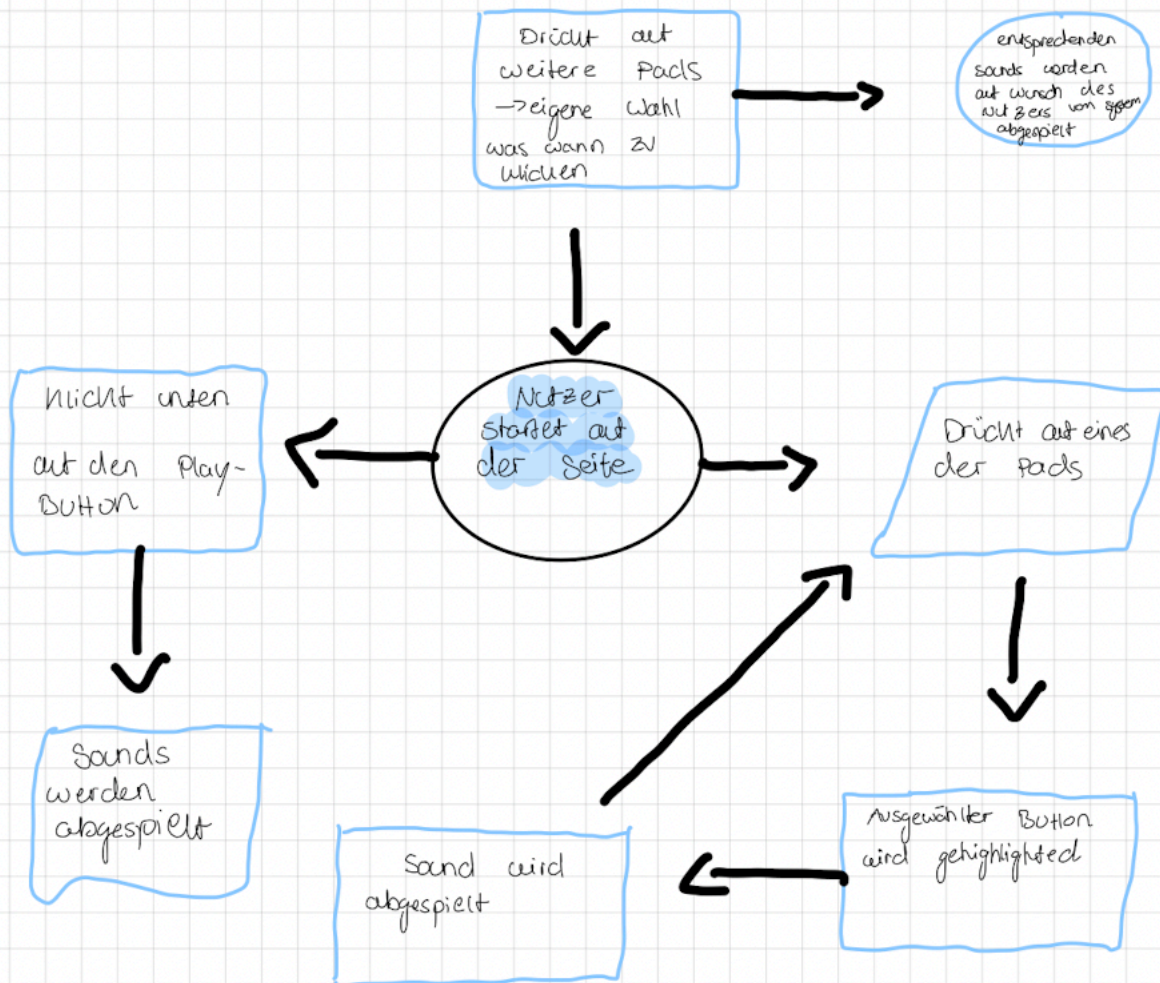 Drückt auf
weitere Pads
->eigene Wahl
was wann zu
klicken
entsprechenden
sounds werden
auf wunsch des
Nutzers vom system
abgespielt
Nutzer
startet auf
der Seite
Klickt unten
auf den Play-
Button
Drückt auf eines
der Pads
Sounds
werden
abgespielt
Sound wird
abgespielt
Ausgewählter Button
wird gehighlighted